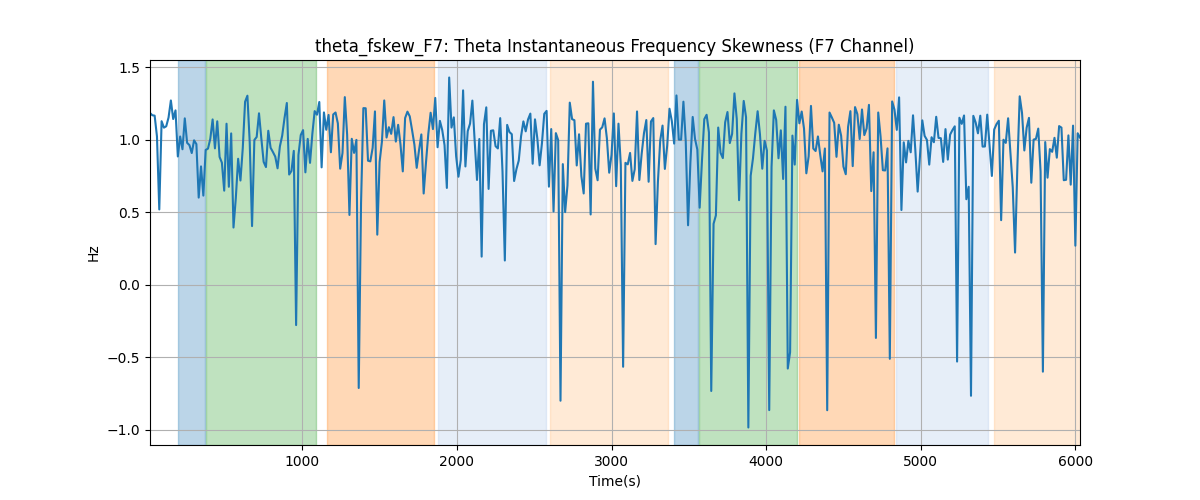 theta_fskew_F7: Theta Instantaneous Frequency Skewness (F7 Channel)
1.5
1.0
0.5
0.0
−0.5
−1.0
Hz
1000 2000 3000 4000 5000 6000
Time(s)